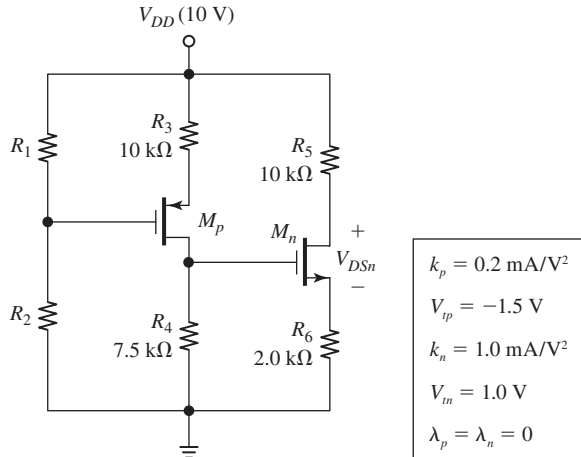 V_DD (10 V)
R_3
10 kΩ
R_1
R_5
10 kΩ
M_p
M_n
+
V_DSn
−
R_2
R_4
7.5 kΩ
R_6
2.0 kΩ
k_p = 0.2 mA/V²
V_tp = −1.5 V
k_n = 1.0 mA/V²
V_tn = 1.0 V
λ_p = λ_n = 0